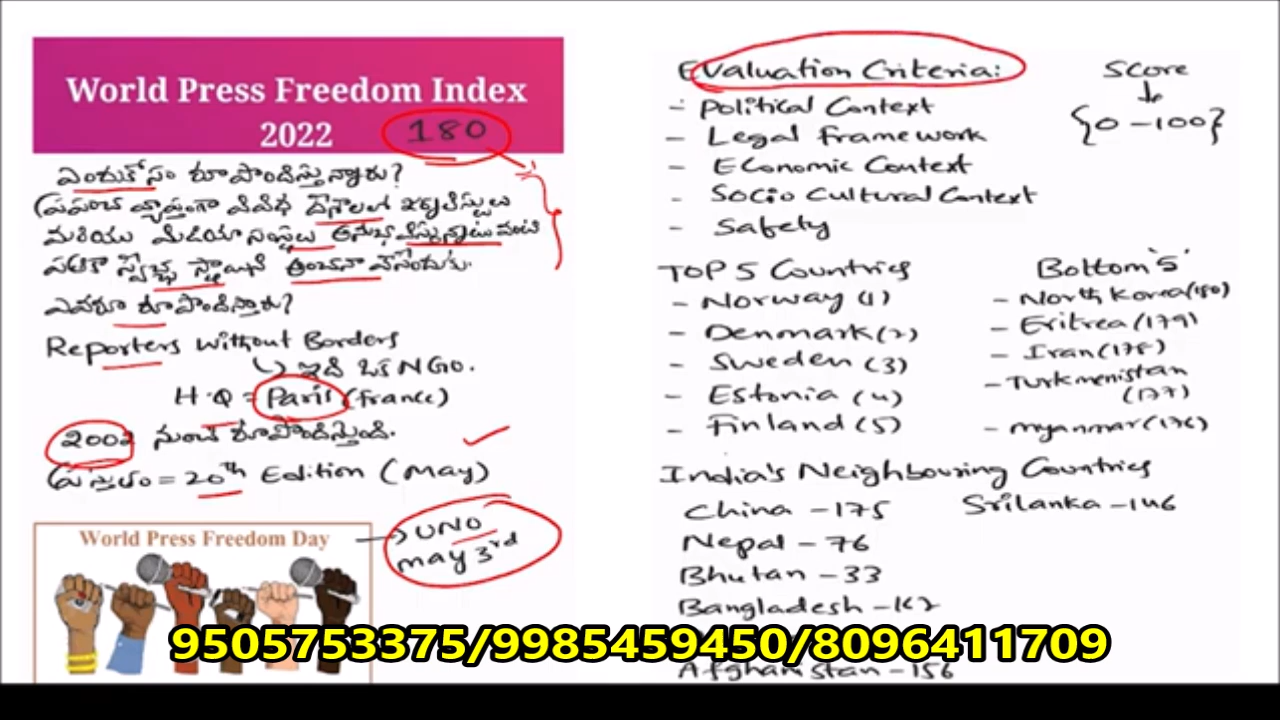 World Press Freedom Index
2022
180
ఎందుకోసం రూపొందిస్తున్నారు?
ప్రపంచ వ్యాప్తంగా వివిధ దేశాలలో జర్నలిస్టులు
మరియు మీడియా సంస్థలు అనుభవిస్తున్నటు వంటి
పత్రికా స్వేచ్ఛ స్థాయిని అంచనా వేసేందుకు.
ఎవరు రూపొందిస్తారు?
Reporters without Borders
ఇది ఒక NGO.
H.Q = Paris (France)
2002 నుంచి రూపొందిస్తుంది.
ప్రస్తుతం = 20th Edition (May)
World Press Freedom Day
UNO
May 3rd
Evaluation Criteria:
- Political Context
- Legal Framework
- Economic Context
- Socio Cultural Context
- Safety
Score
{0-100}
TOP 5 Countries
- Norway (1)
- Denmark (2)
- Sweden (3)
- Estonia (4)
- Finland (5)
Bottom '5'
- North Korea (180)
- Eritrea (179)
- Iran (178)
- Turkmenistan
(177)
- Myanmar (176)
India's Neighbouring Countries
China - 175
Nepal - 76
Bhutan - 33
Bangladesh - 162
Afghanistan - 156
Srilanka - 146
9505753375/9985459450/8096411709